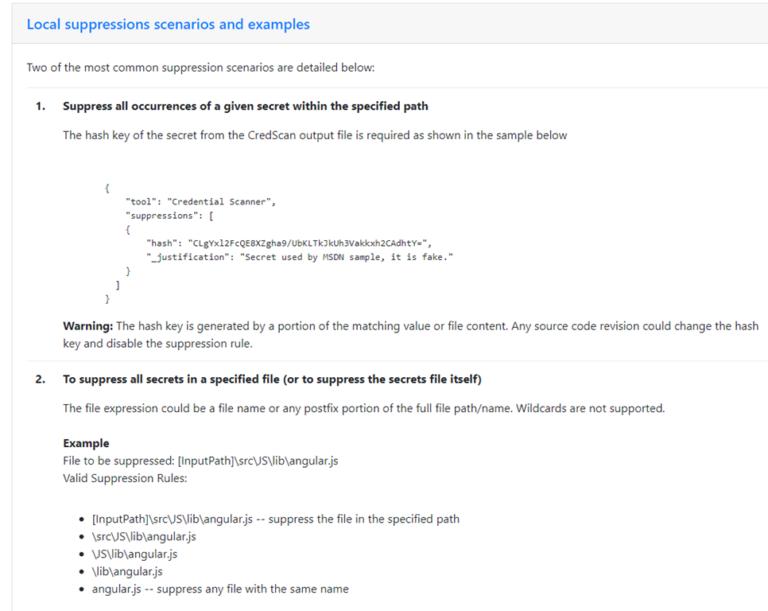 Local suppressions scenarios and examples
Two of the most common suppression scenarios are detailed below:
1. Suppress all occurrences of a given secret within the specified path
The hash key of the secret from the CredScan output file is required as shown in the sample below
{
"tool": "Credential Scanner",
"suppressions": [
{
"hash": "CLgYxl2FcQE8XZgha9/UbKLTkJkUh3Vakkxh2CAdhtY=",
"_justification": "Secret used by MSDN sample, it is fake."
}
]
}
Warning: The hash key is generated by a portion of the matching value or file content. Any source code revision could change the hash
key and disable the suppression rule.
2. To suppress all secrets in a specified file (or to suppress the secrets file itself)
The file expression could be a file name or any postfix portion of the full file path/name. Wildcards are not supported.
Example
File to be suppressed: [InputPath]\src\JS\lib\angular.js
Valid Suppression Rules:
• [InputPath]\src\JS\lib\angular.js -- suppress the file in the specified path
• \src\JS\lib\angular.js
• \JS\lib\angular.js
• \lib\angular.js
• angular.js -- suppress any file with the same name